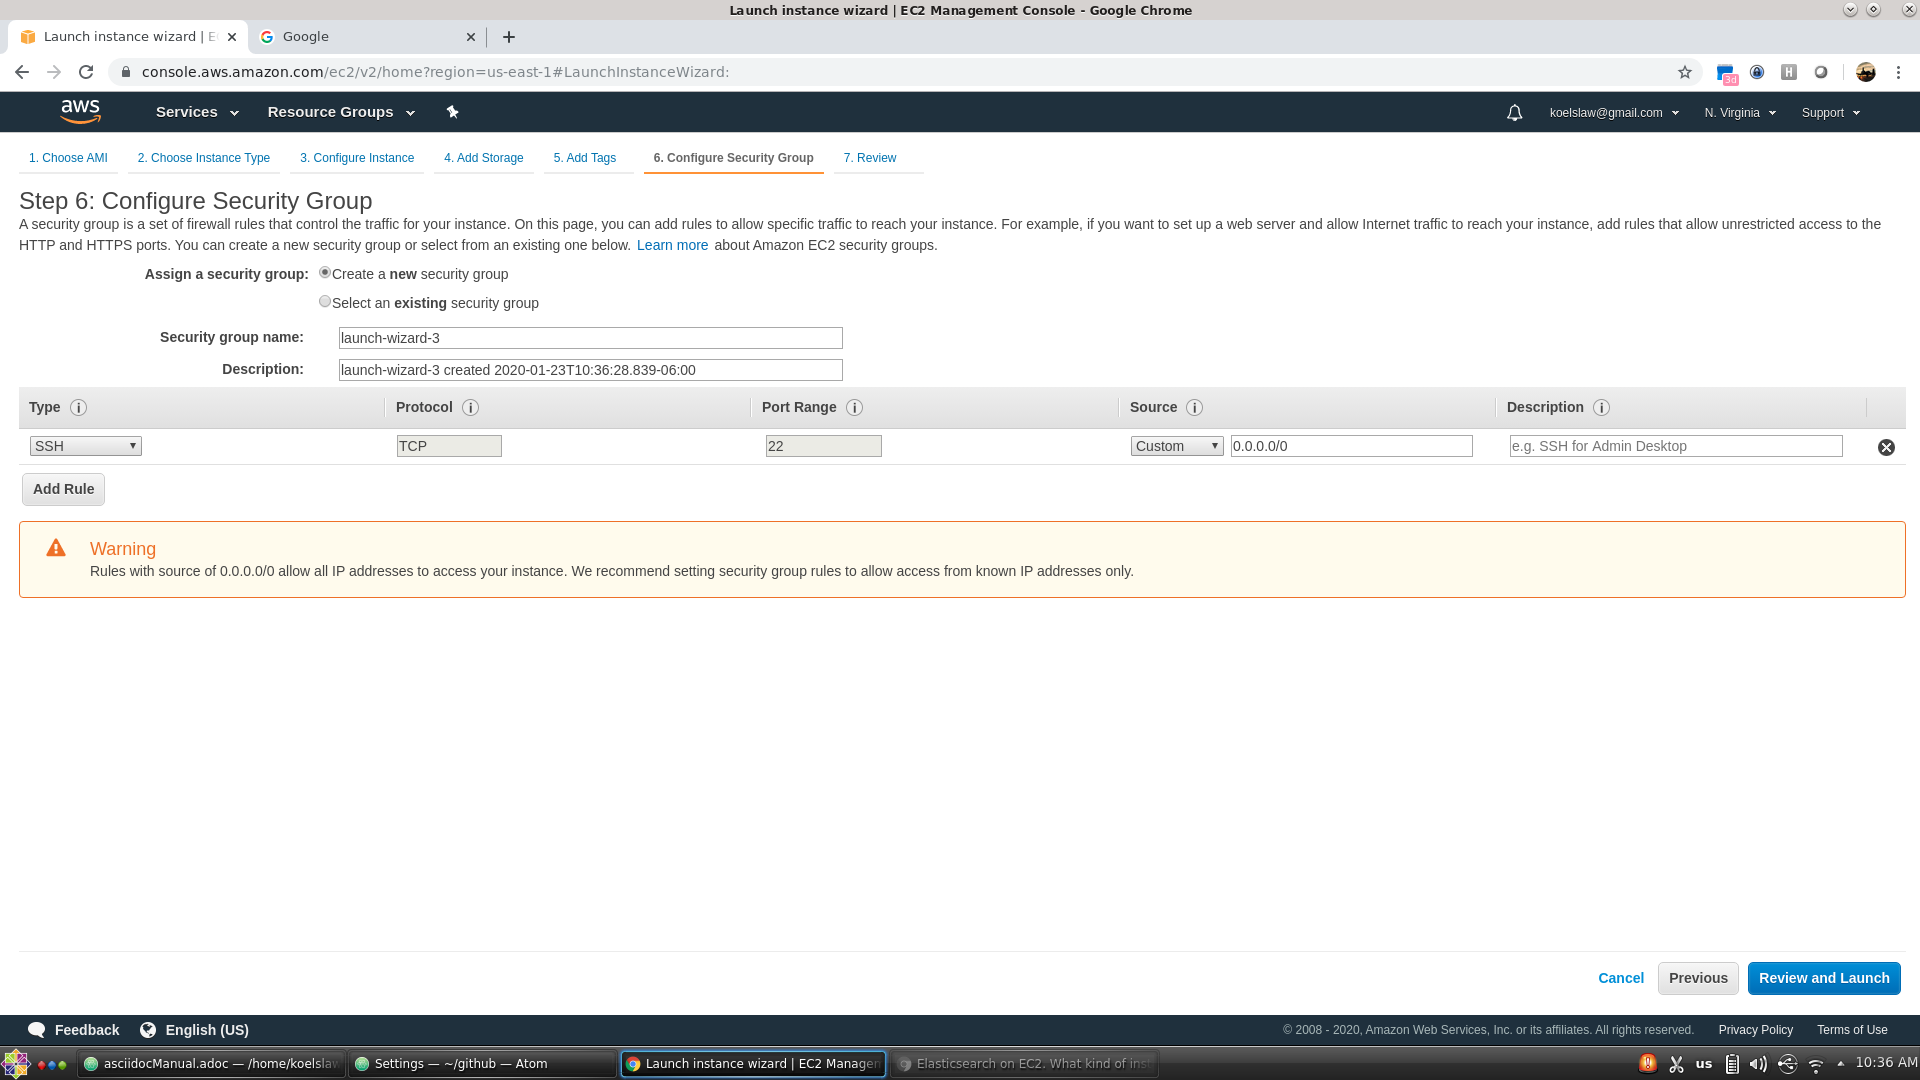 Launch instance wizard | EC2 Management Console - Google Chrome
Launch instance wizard | E
Google
console.aws.amazon.com/ec2/v2/home?region=us-east-1#LaunchInstanceWizard:
3d
H
aws
Services
Resource Groups
koelslaw@gmail.com
N. Virginia
Support
1. Choose AMI
2. Choose Instance Type
3. Configure Instance
4. Add Storage
5. Add Tags
6. Configure Security Group
7. Review
Step 6: Configure Security Group
A security group is a set of firewall rules that control the traffic for your instance. On this page, you can add rules to allow specific traffic to reach your instance. For example, if you want to set up a web server and allow Internet traffic to reach your instance, add rules that allow unrestricted access to the
HTTP and HTTPS ports. You can create a new security group or select from an existing one below. Learn more about Amazon EC2 security groups.
Assign a security group:
Create a new security group
Select an existing security group
Security group name:
launch-wizard-3
Description:
launch-wizard-3 created 2020-01-23T10:36:28.839-06:00
Type
Protocol
Port Range
Source
Description
SSH
TCP
22
Custom
0.0.0.0/0
e.g. SSH for Admin Desktop
Add Rule
Warning
Rules with source of 0.0.0.0/0 allow all IP addresses to access your instance. We recommend setting security group rules to allow access from known IP addresses only.
Cancel
Previous
Review and Launch
Feedback
English (US)
© 2008 - 2020, Amazon Web Services, Inc. or its affiliates. All rights reserved.
Privacy Policy
Terms of Use
asciidocManual.adoc — /home/koelslaw
Settings — ~/github — Atom
Launch instance wizard | EC2 Managem
Elasticsearch on EC2. What kind of inst
us
10:36 AM